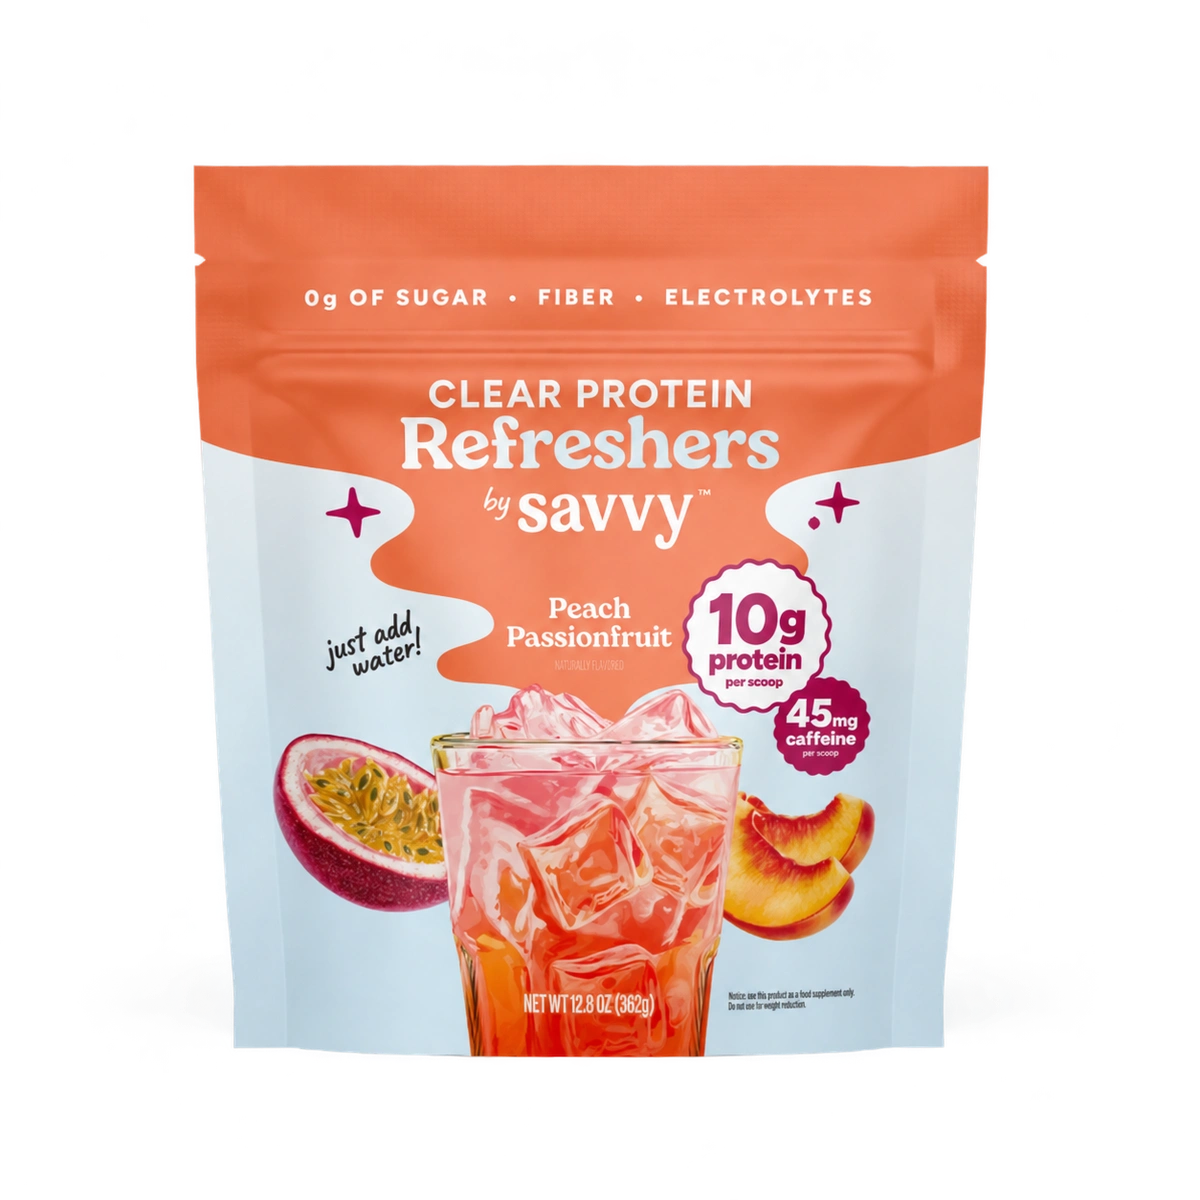 0g OF SUGAR • FIBER • ELECTROLYTES
CLEAR PROTEIN
Refreshers
by savvy™
Peach
Passionfruit
NATURALLY FLAVORED
10g
protein
per scoop
45mg
caffeine
per scoop
just add
water!
NET WT 12.8 OZ (362g)
Notice: use this product as a food supplement only.
Do not use for weight reduction.